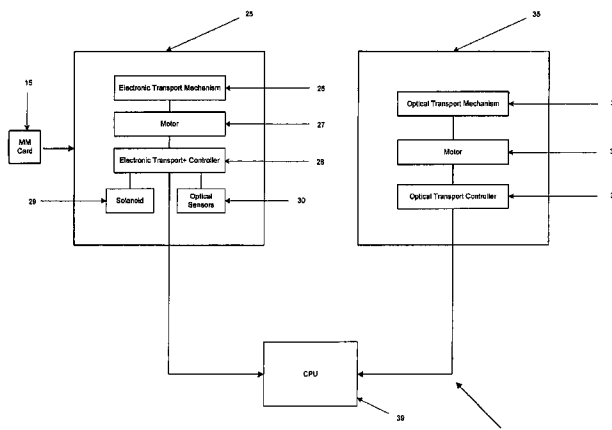 25
35
15
Electronic Transport Mechanism
26
Optical Transport Mechanism
MM
Card
Motor
27
Motor
Electronic Transport+ Controller
28
Optical Transport Controller
29
Solanoid
Optical
Sensors
30
CPU
39